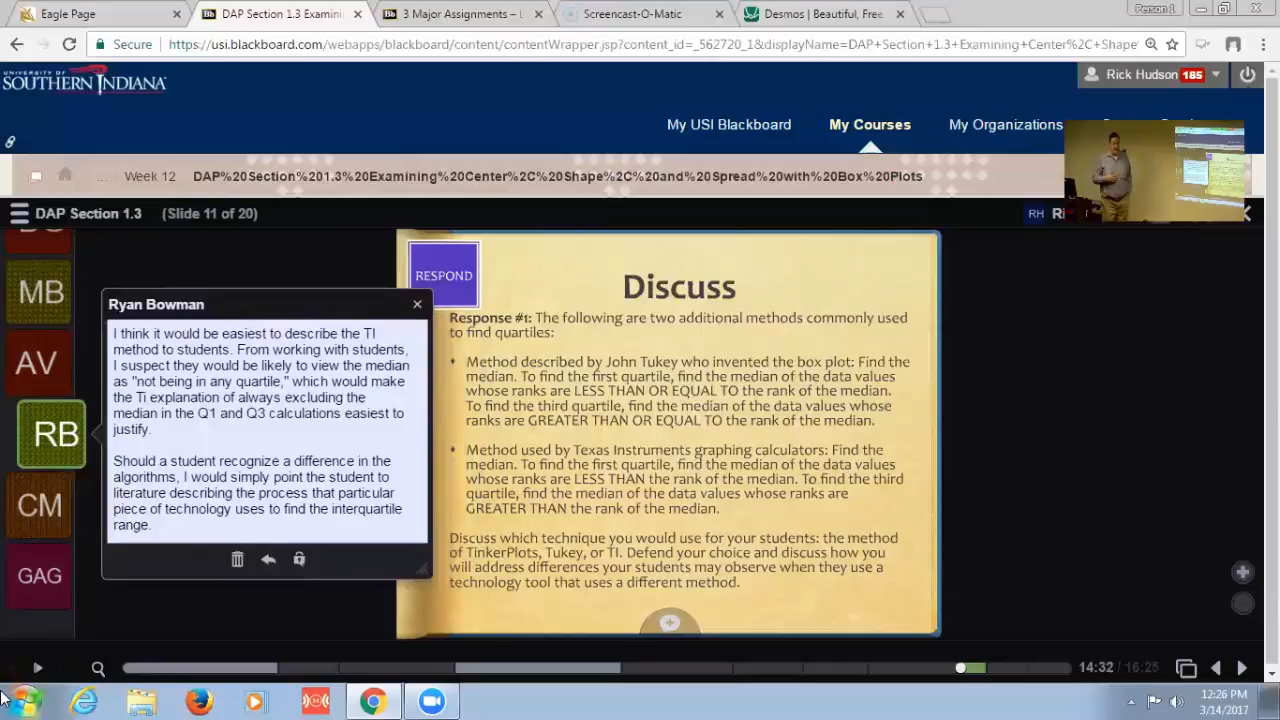 Eagle Page
DAP Section 1.3 Examini
3 Major Assignments – L
Screencast-O-Matic
Desmos | Beautiful, Free
Person 1
Secure
https://usi.blackboard.com/webapps/blackboard/content/contentWrapper.jsp?content_id=_562720_1&displayName=DAP+Section+1.3+Examining+Center%2C+Shape
UNIVERSITY OF
SOUTHERN INDIANA
Rick Hudson 185
My USI Blackboard
My Courses
My Organizations
... Week 12 DAP%20Section%201.3%20Examining%20Center%2C%20Shape%2C%20and%20Spread%20with%20Box%20Plots
DAP Section 1.3 (Slide 11 of 20)
RH Ri
MB
AV
RB
CM
GAG
Ryan Bowman
I think it would be easiest to describe the TI
method to students. From working with students,
I suspect they would be likely to view the median
as "not being in any quartile," which would make
the Ti explanation of always excluding the
median in the Q1 and Q3 calculations easiest to
justify.
Should a student recognize a difference in the
algorithms, I would simply point the student to
literature describing the process that particular
piece of technology uses to find the interquartile
range.
RESPOND
Discuss
Response #1: The following are two additional methods commonly used
to find quartiles:
• Method described by John Tukey who invented the box plot: Find the
median. To find the first quartile, find the median of the data values
whose ranks are LESS THAN OR EQUAL TO the rank of the median.
To find the third quartile, find the median of the data values whose
ranks are GREATER THAN OR EQUAL TO the rank of the median.
• Method used by Texas Instruments graphing calculators: Find the
median. To find the first quartile, find the median of the data values
whose ranks are LESS THAN the rank of the median. To find the third
quartile, find the median of the data values whose ranks are
GREATER THAN the rank of the median.
Discuss which technique you would use for your students: the method
of TinkerPlots, Tukey, or TI. Defend your choice and discuss how you
will address differences your students may observe when they use a
technology tool that uses a different method.
14:32 / 16:25
12:26 PM
3/14/2017